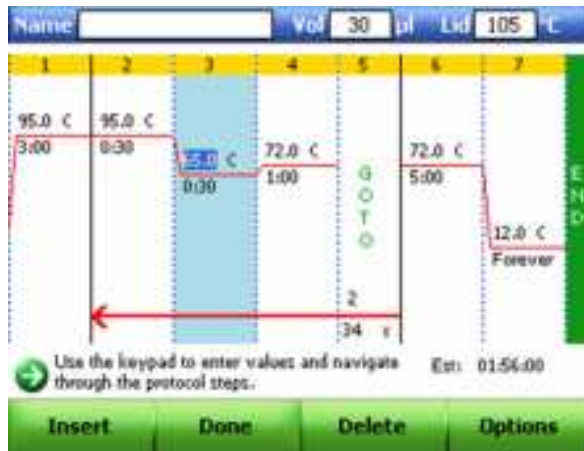 Name Vol 30 µl Lid 105 °C
1 2 3 4 5 6 7
95.0 C 95.0 C C 72.0 C 72.0 C 12.0 C
3:00 0:30 0:30 1:00 5:00 Forever
GOTO
END
2
34 x
Use the keypad to enter values and navigate
through the protocol steps.
Est: 01:56:00
Insert Done Delete Options